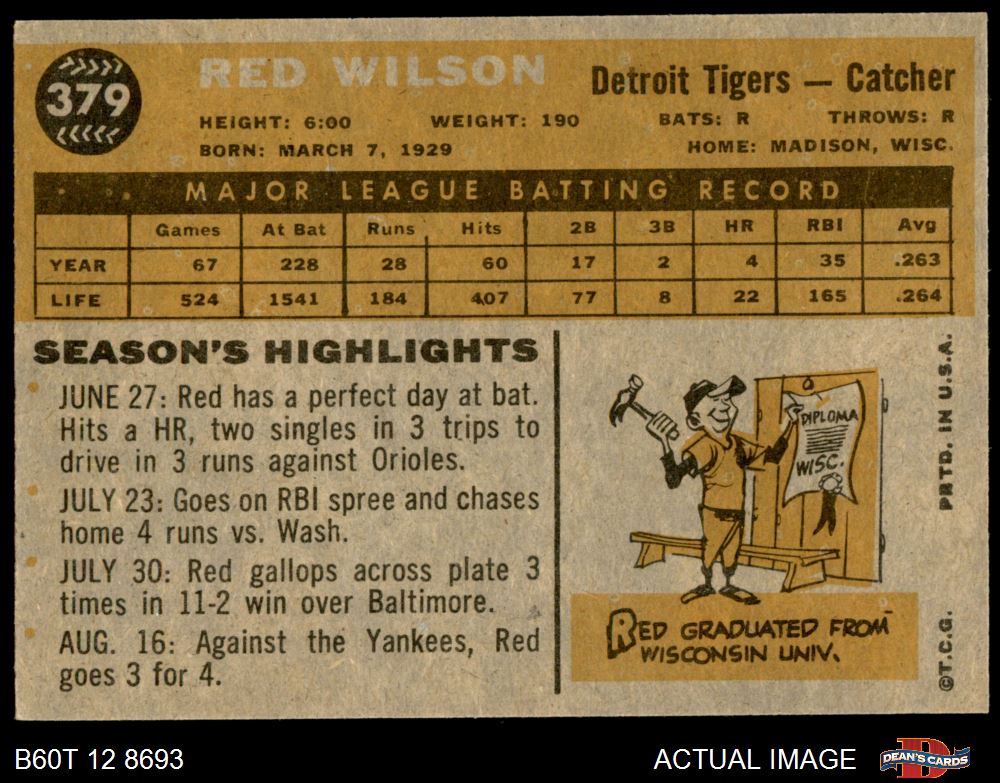 379
RED WILSON
Detroit Tigers — Catcher
HEIGHT: 6:00 WEIGHT: 190 BATS: R THROWS: R
BORN: MARCH 7, 1929 HOME: MADISON, WISC.
MAJOR LEAGUE BATTING RECORD
Games At Bat Runs Hits 2B 3B HR RBI Avg
YEAR 67 228 28 60 17 2 4 35 .263
LIFE 524 1541 184 407 77 8 22 165 .264
SEASON'S HIGHLIGHTS
JUNE 27: Red has a perfect day at bat.
Hits a HR, two singles in 3 trips to
drive in 3 runs against Orioles.
JULY 23: Goes on RBI spree and chases
home 4 runs vs. Wash.
JULY 30: Red gallops across plate 3
times in 11-2 win over Baltimore.
AUG. 16: Against the Yankees, Red
goes 3 for 4.
DIPLOMA
WISC.
RED GRADUATED FROM
WISCONSIN UNIV.
PRTD. IN U.S.A.
©T.C.G.
B60T 12 8693
ACTUAL IMAGE
DEAN'S CARDS